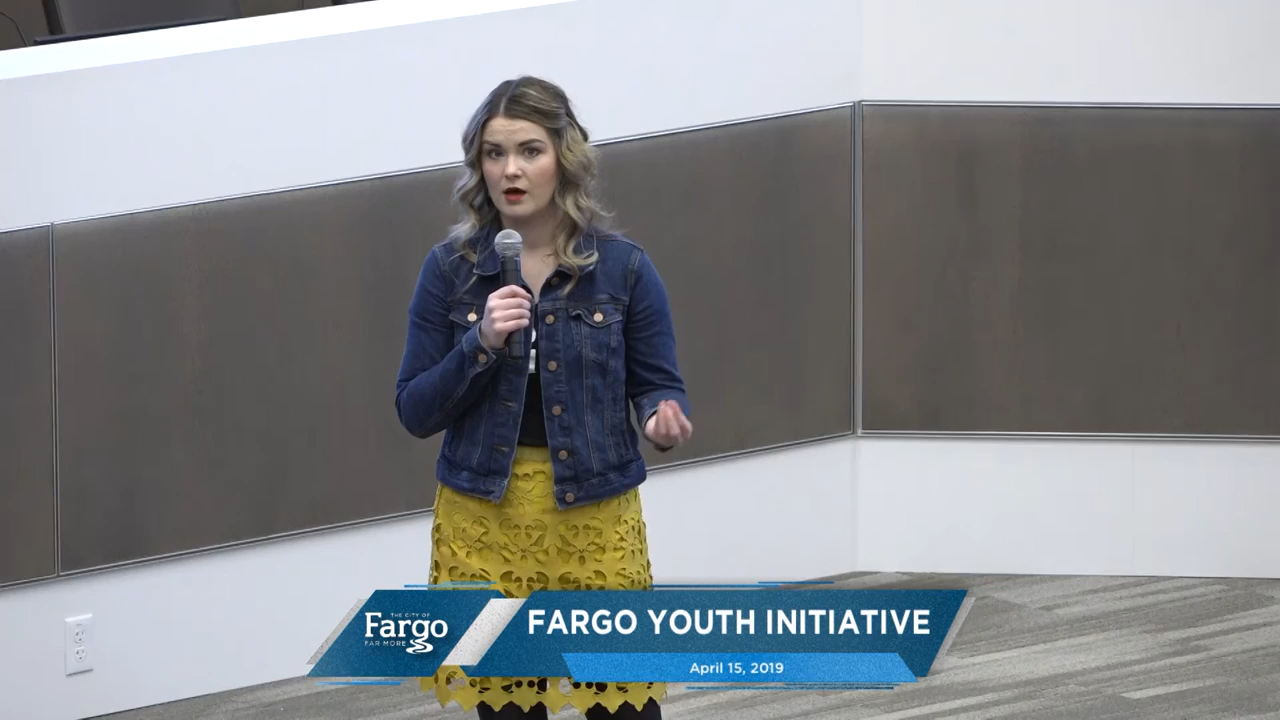 THE CITY OF
Fargo
FAR MORE
FARGO YOUTH INITIATIVE
April 15, 2019